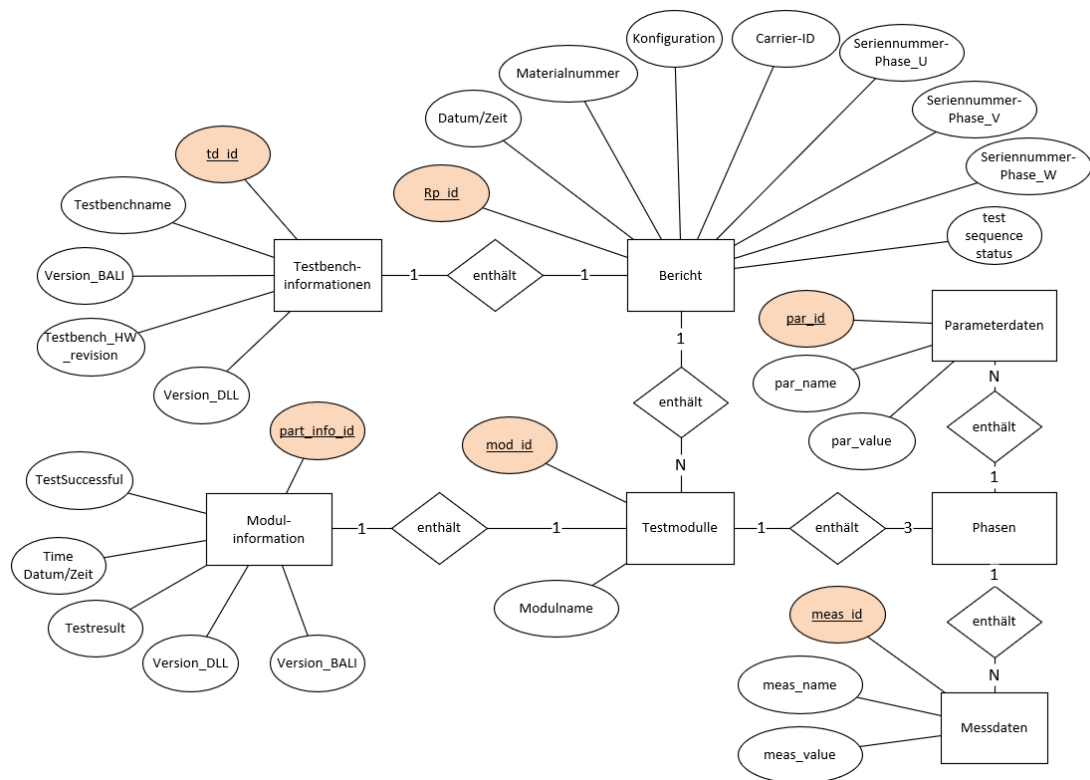 Konfiguration
Carrier-ID
Seriennummer-
Phase_U
Materialnummer
Seriennummer-
Phase_V
Datum/Zeit
td_id
Seriennummer-
Phase_W
Rp_id
Testbenchname
test
sequence
status
Version_BALI
Testbench-
informationen
1
enthält
1
Bericht
Testbench_HW
_revision
par_id
Parameterdaten
1
N
par_name
Version_DLL
enthält
enthält
part_info_id
par_value
mod_id
N
1
TestSuccessful
Modul-
information
1
enthält
1
Testmodulle
1
enthält
3
Phasen
Time
Datum/Zeit
1
Modulname
meas_id
enthält
Testresult
Version_DLL
Version_BALI
N
meas_name
Messdaten
meas_value